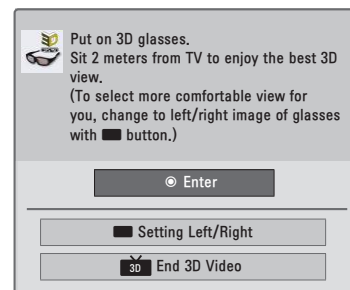 3D
Put on 3D glasses.
Sit 2 meters from TV to enjoy the best 3D
view.
(To select more comfortable view for
you, change to left/right image of glasses
with button.)
Enter
Setting Left/Right
3D End 3D Video